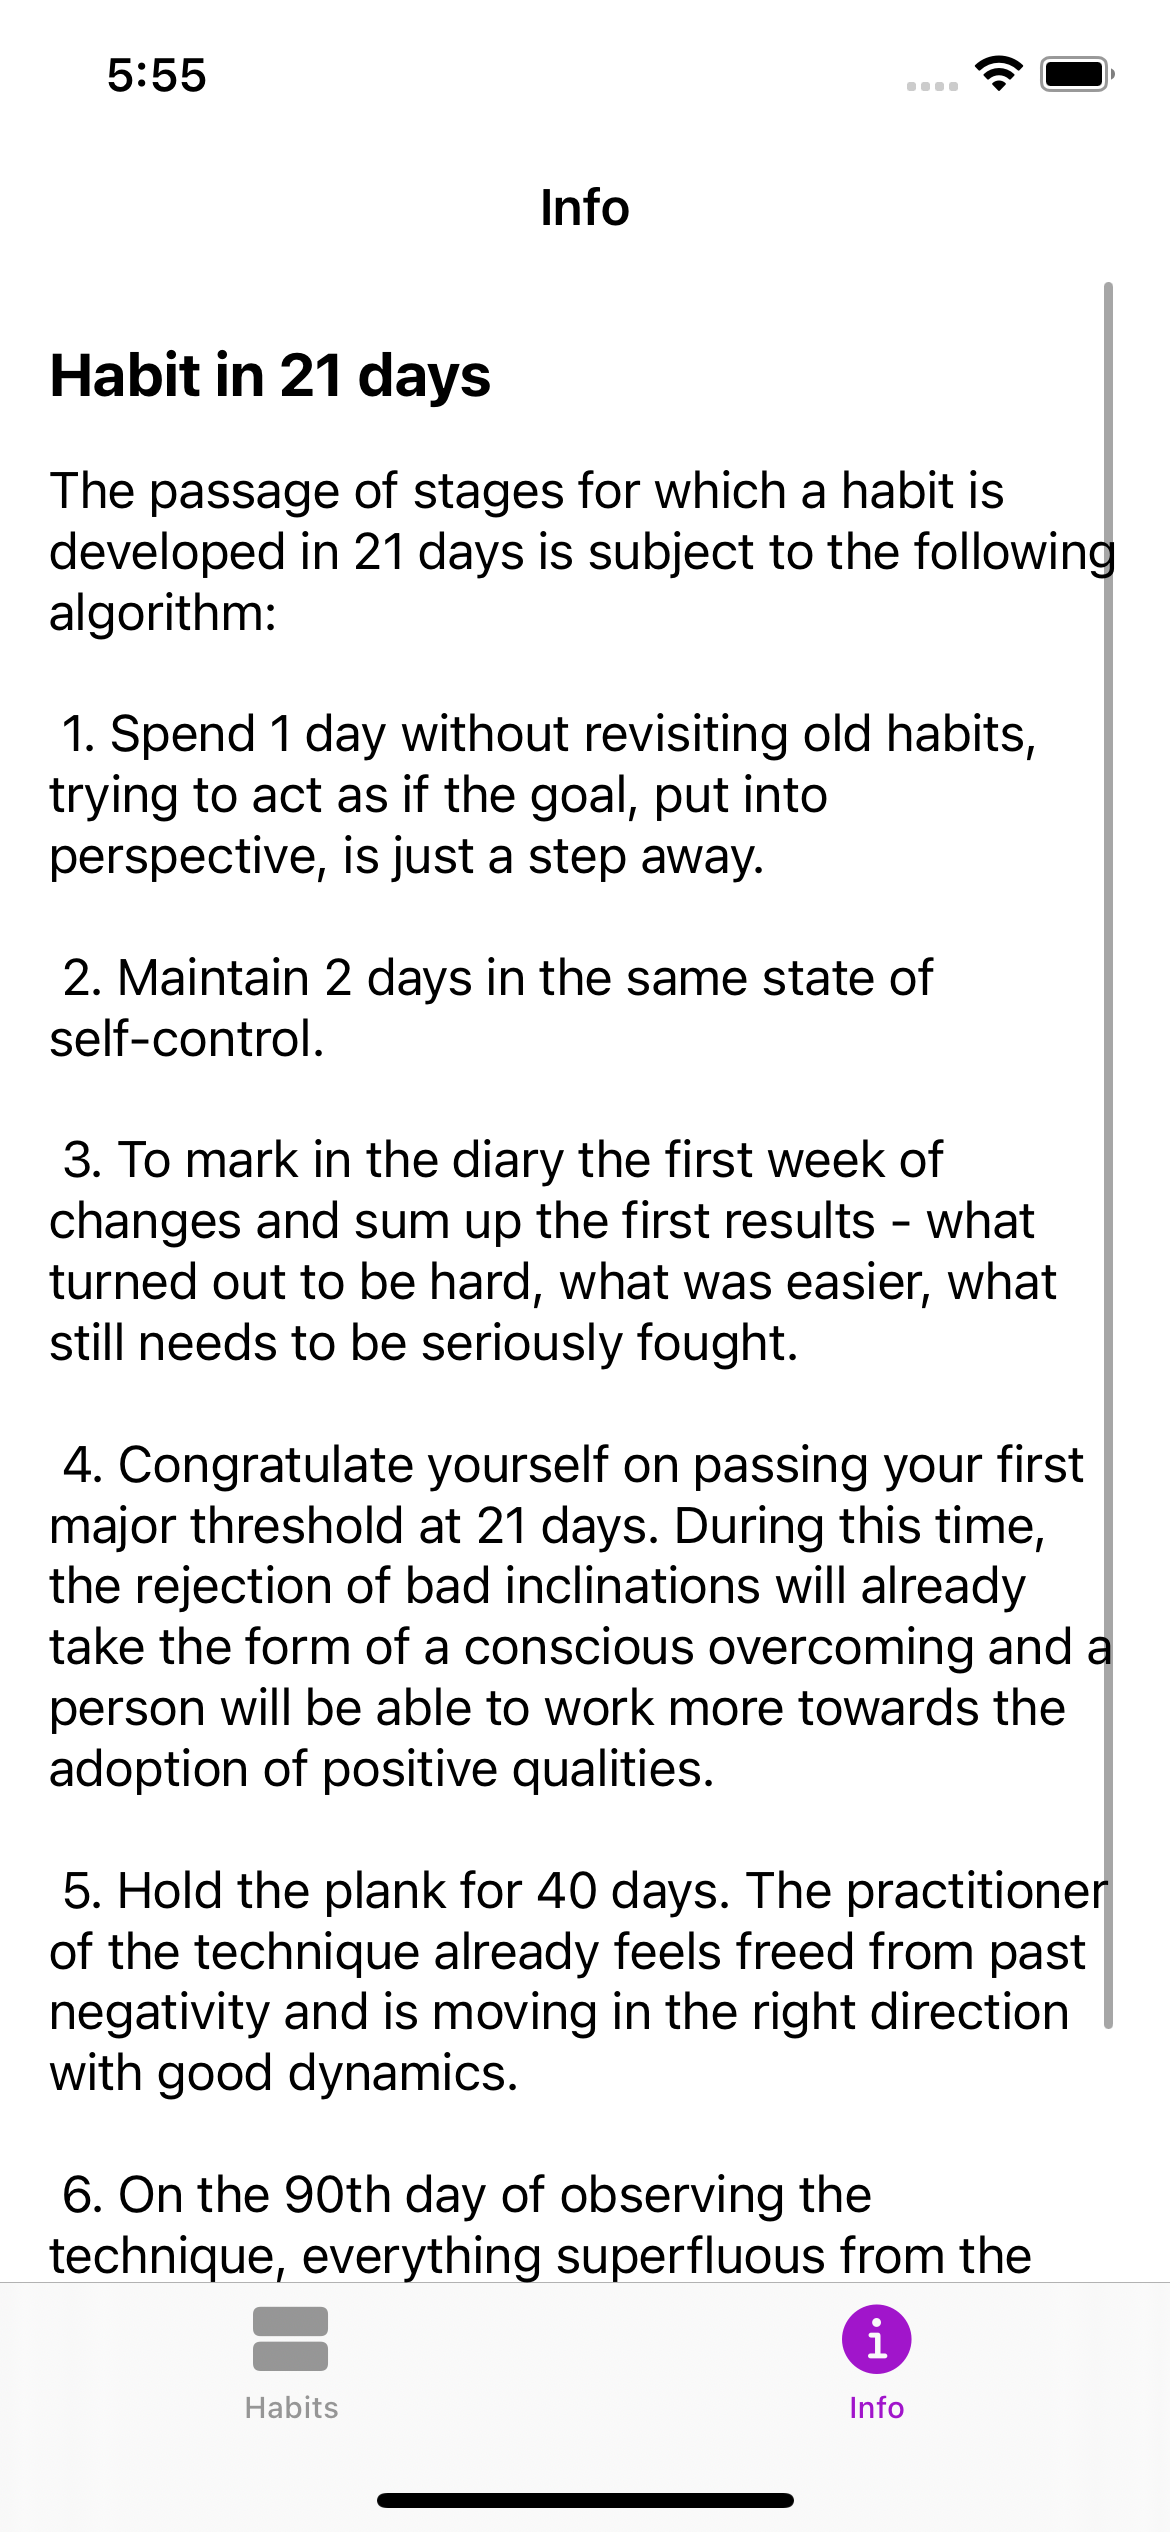 5:55
Info
Habit in 21 days
The passage of stages for which a habit is
developed in 21 days is subject to the following
algorithm:
1. Spend 1 day without revisiting old habits,
trying to act as if the goal, put into
perspective, is just a step away.
2. Maintain 2 days in the same state of
self-control.
3. To mark in the diary the first week of
changes and sum up the first results - what
turned out to be hard, what was easier, what
still needs to be seriously fought.
4. Congratulate yourself on passing your first
major threshold at 21 days. During this time,
the rejection of bad inclinations will already
take the form of a conscious overcoming and a
person will be able to work more towards the
adoption of positive qualities.
5. Hold the plank for 40 days. The practitioner
of the technique already feels freed from past
negativity and is moving in the right direction
with good dynamics.
6. On the 90th day of observing the
technique, everything superfluous from the
Habits
Info